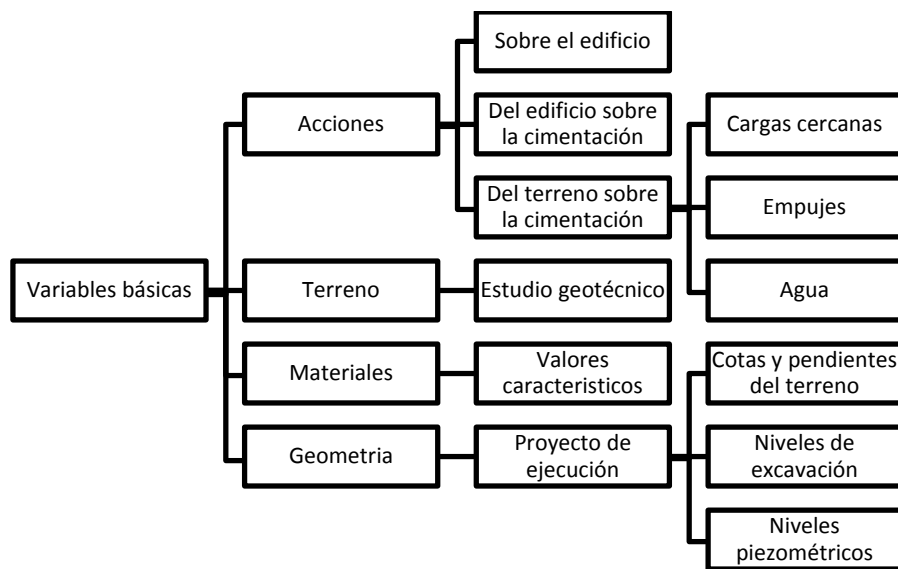 Sobre el edificio
Acciones
Del edificio sobre
la cimentación
Cargas cercanas
Del terreno sobre
la cimentación
Empujes
Variables básicas
Terreno
Estudio geotécnico
Agua
Materiales
Valores
caracteristicos
Cotas y pendientes
del terreno
Geometria
Proyecto de
ejecución
Niveles de
excavación
Niveles
piezométricos